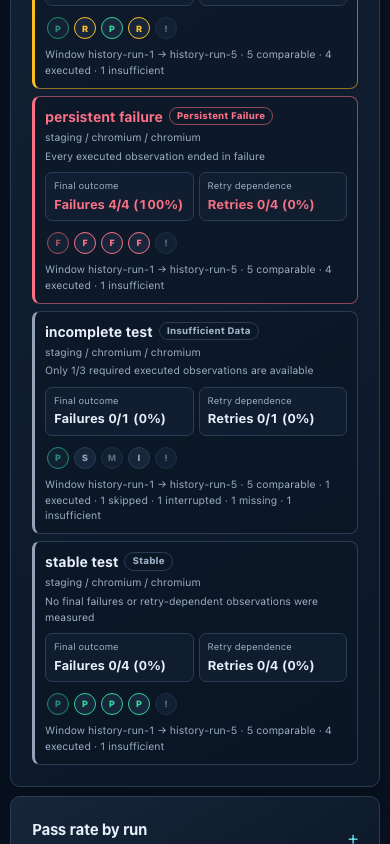 P R P R !
Window history-run-1 → history-run-5 · 5 comparable · 4
executed · 1 insufficient
persistent failure Persistent Failure
staging / chromium / chromium
Every executed observation ended in failure
Final outcome Retry dependence
Failures 4/4 (100%) Retries 0/4 (0%)
F F F F !
Window history-run-1 → history-run-5 · 5 comparable · 4
executed · 1 insufficient
incomplete test Insufficient Data
staging / chromium / chromium
Only 1/3 required executed observations are available
Final outcome Retry dependence
Failures 0/1 (0%) Retries 0/1 (0%)
P S M I !
Window history-run-1 → history-run-5 · 5 comparable · 1
executed · 1 skipped · 1 interrupted · 1 missing · 1
insufficient
stable test Stable
staging / chromium / chromium
No final failures or retry-dependent observations were
measured
Final outcome Retry dependence
Failures 0/4 (0%) Retries 0/4 (0%)
P P P P !
Window history-run-1 → history-run-5 · 5 comparable · 4
executed · 1 insufficient
Pass rate by run +